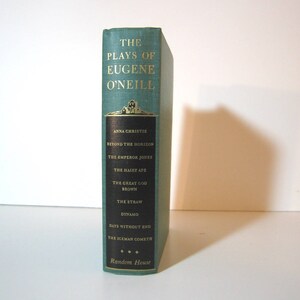 THE
PLAYS OF
EUGENE
O'NEILL
ANNA CHRISTIE
BEYOND THE HORIZON
THE EMPEROR JONES
THE HAIRY APE
THE GREAT GOD
BROWN
THE STRAW
DYNAMO
DAYS WITHOUT END
THE ICEMAN COMETH
Random House